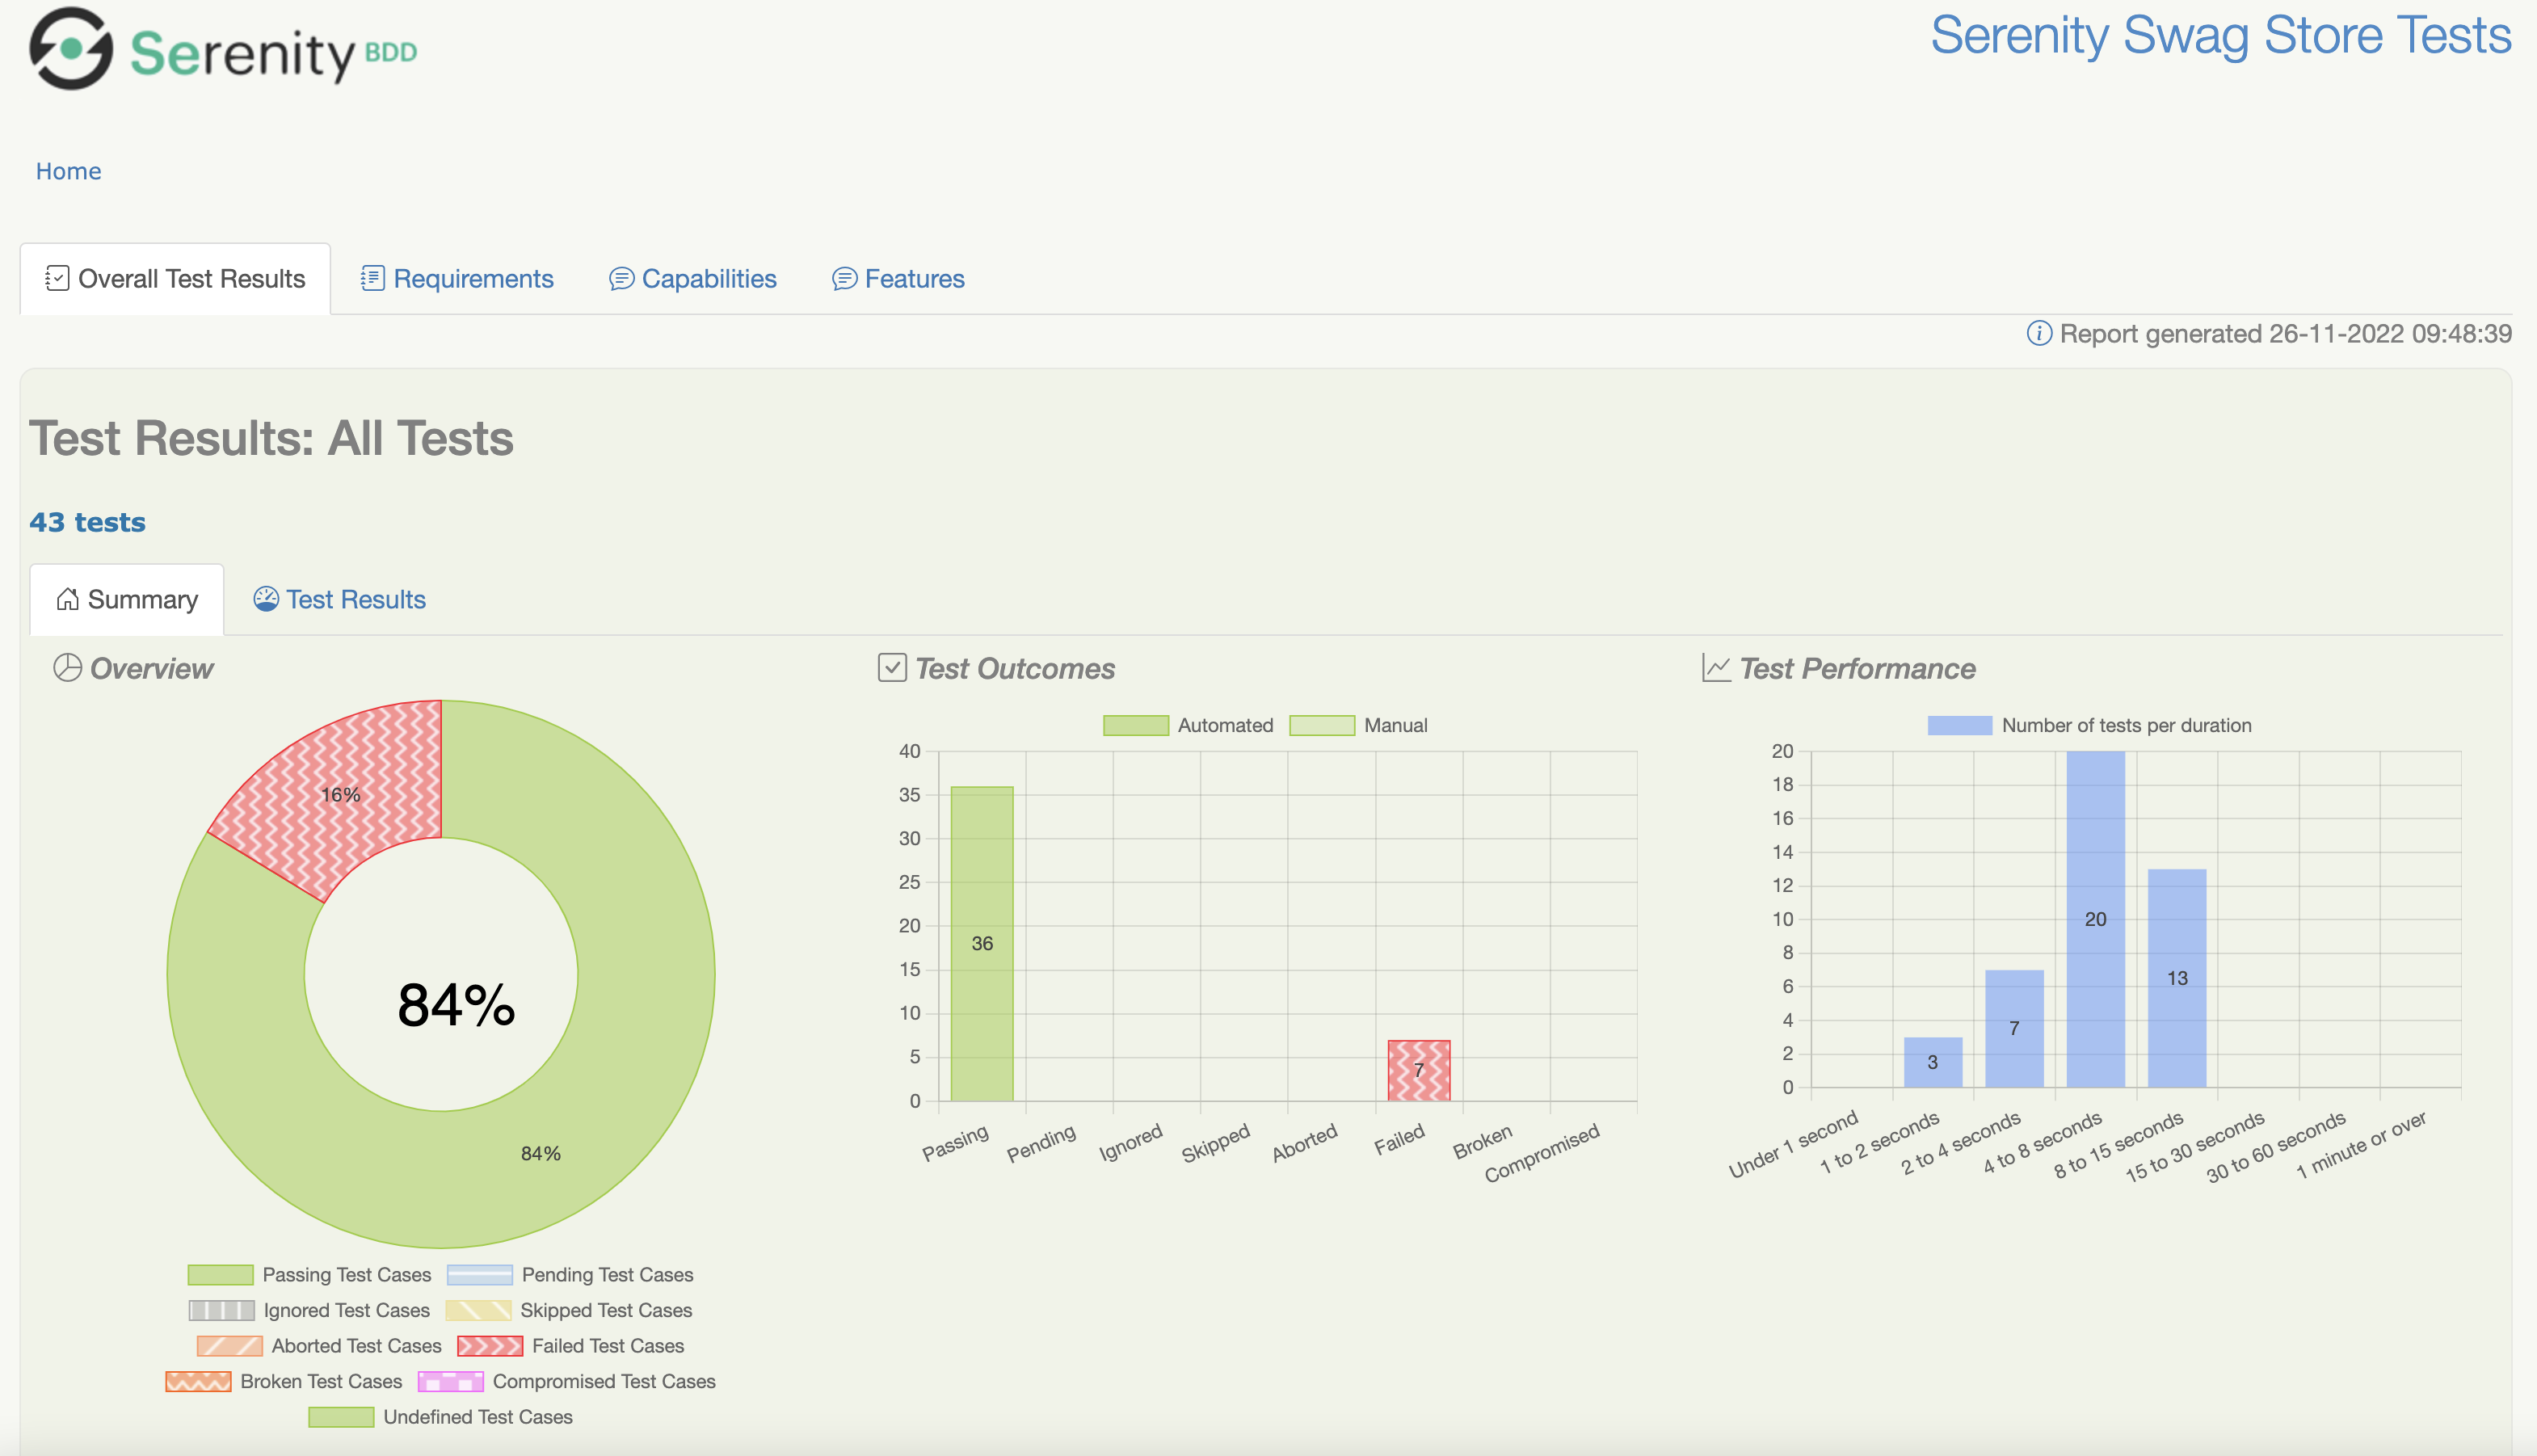 Serenity BDD
Serenity Swag Store Tests
Home
Overall Test Results Requirements Capabilities Features
Report generated 26-11-2022 09:48:39
Test Results: All Tests
43 tests
Summary Test Results
Overview
16%
84%
84%
Passing Test Cases Pending Test Cases
Ignored Test Cases Skipped Test Cases
Aborted Test Cases Failed Test Cases
Broken Test Cases Compromised Test Cases
Undefined Test Cases
Test Outcomes
Automated Manual
40
35
30
25
20
15
10
5
0
36
7
Passing
Pending
Ignored
Skipped
Aborted
Failed
Broken
Compromised
Test Performance
Number of tests per duration
20
18
16
14
12
10
8
6
4
2
0
3
7
20
13
Under 1 second
1 to 2 seconds
2 to 4 seconds
4 to 8 seconds
8 to 15 seconds
15 to 30 seconds
30 to 60 seconds
1 minute or over